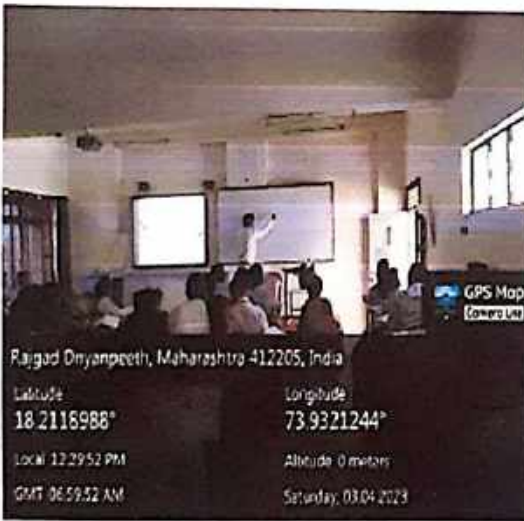 GPS Map
Camera Lite
Rajgad Dnyanpeeth, Maharashtra 412205, India
Latitude
Longitude
18.2116988°
73.9321244°
Local 12:29:52 PM
Altitude 0 meters
GMT 06:59:52 AM
Saturday, 03.04.2023